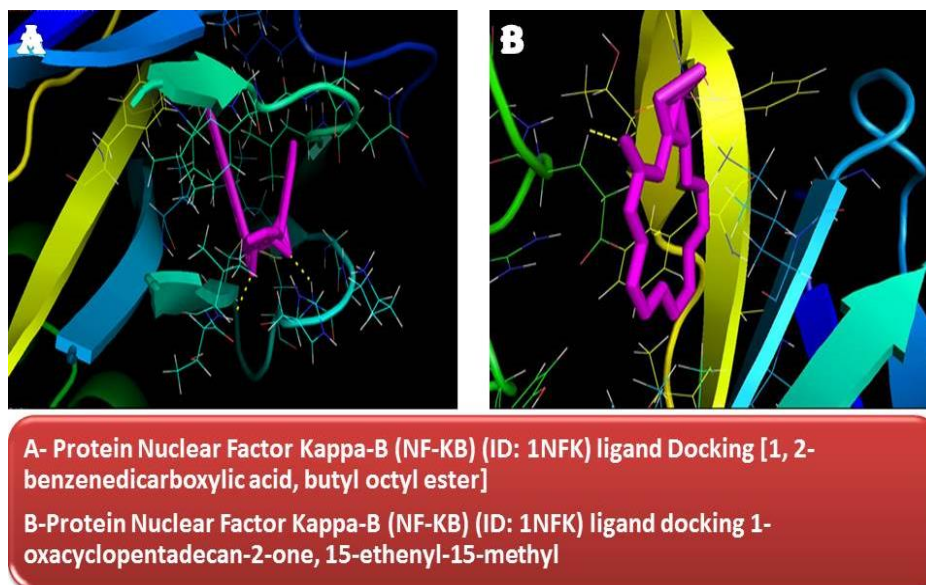 A
B
A- Protein Nuclear Factor Kappa-B (NF-KB) (ID: 1NFK) ligand Docking [1, 2-
benzenedicarboxylic acid, butyl octyl ester]
B-Protein Nuclear Factor Kappa-B (NF-KB) (ID: 1NFK) ligand docking 1-
oxacyclopentadecan-2-one, 15-ethenyl-15-methyl